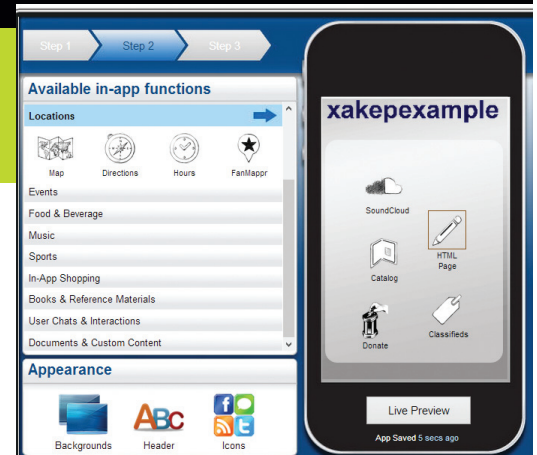 Step 1 Step 2 Step 3
Available in-app functions
Locations
Map Directions Hours FanMappr
Events
Food & Beverage
Music
Sports
In-App Shopping
Books & Reference Materials
User Chats & Interactions
Documents & Custom Content
Appearance
ABC
Backgrounds Header Icons
xakepexample
SoundCloud
HTML
Page
Catalog
Donate
Classifieds
Live Preview
App Saved 5 secs ago